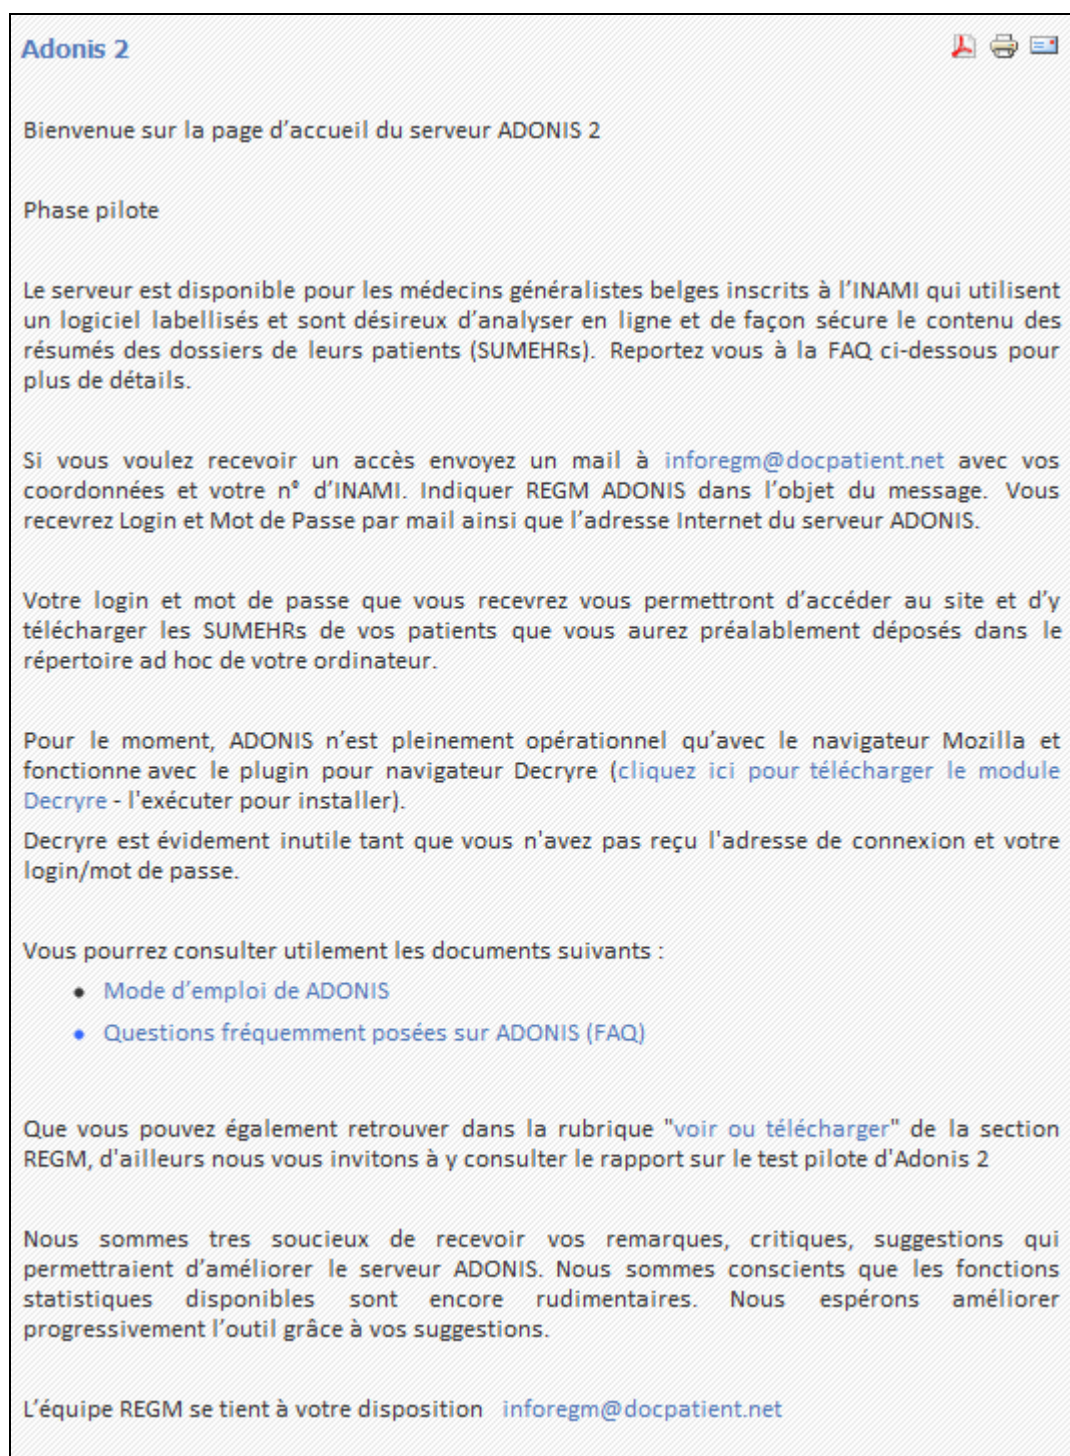 Adonis 2
Bienvenue sur la page d’accueil du serveur ADONIS 2
Phase pilote
Le serveur est disponible pour les médecins généralistes belges inscrits à l’INAMI qui utilisent
un logiciel labellisés et sont désireux d’analyser en ligne et de façon sécure le contenu des
résumés des dossiers de leurs patients (SUMEHRs). Reportez vous à la FAQ ci-dessous pour
plus de détails.
Si vous voulez recevoir un accès envoyez un mail à inforegm@docpatient.net avec vos
coordonnées et votre n° d’INAMI. Indiquer REGM ADONIS dans l’objet du message. Vous
recevrez Login et Mot de Passe par mail ainsi que l’adresse Internet du serveur ADONIS.
Votre login et mot de passe que vous recevrez vous permettront d’accéder au site et d’y
télécharger les SUMEHRs de vos patients que vous aurez préalablement déposés dans le
répertoire ad hoc de votre ordinateur.
Pour le moment, ADONIS n’est pleinement opérationnel qu’avec le navigateur Mozilla et
fonctionne avec le plugin pour navigateur Decryre (cliquez ici pour télécharger le module
Decryre - l'exécuter pour installer).
Decryre est évidement inutile tant que vous n'avez pas reçu l'adresse de connexion et votre
login/mot de passe.
Vous pourrez consulter utilement les documents suivants :
• Mode d’emploi de ADONIS
• Questions fréquemment posées sur ADONIS (FAQ)
Que vous pouvez également retrouver dans la rubrique "voir ou télécharger" de la section
REGM, d'ailleurs nous vous invitons à y consulter le rapport sur le test pilote d'Adonis 2
Nous sommes tres soucieux de recevoir vos remarques, critiques, suggestions qui
permettraient d’améliorer le serveur ADONIS. Nous sommes conscients que les fonctions
statistiques disponibles sont encore rudimentaires. Nous espérons améliorer
progressivement l’outil grâce à vos suggestions.
L’équipe REGM se tient à votre disposition inforegm@docpatient.net